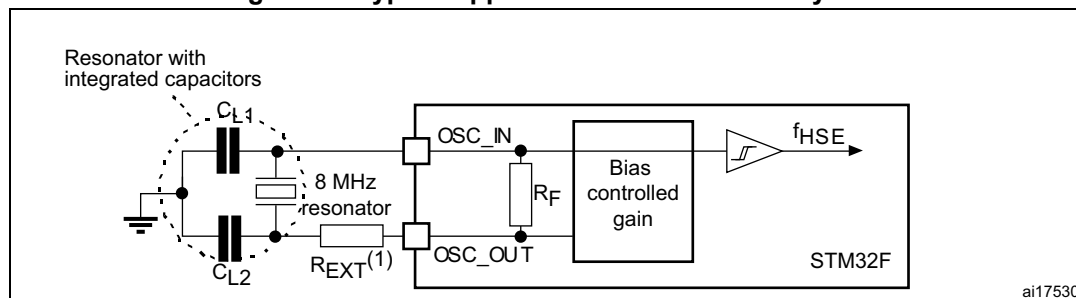 Resonator with
integrated capacitors
CL1
OSC_IN
fHSE
8 MHz
resonator
RF
Bias
controlled
gain
REXT(1)
OSC_OUT
STM32F
CL2
ai17530